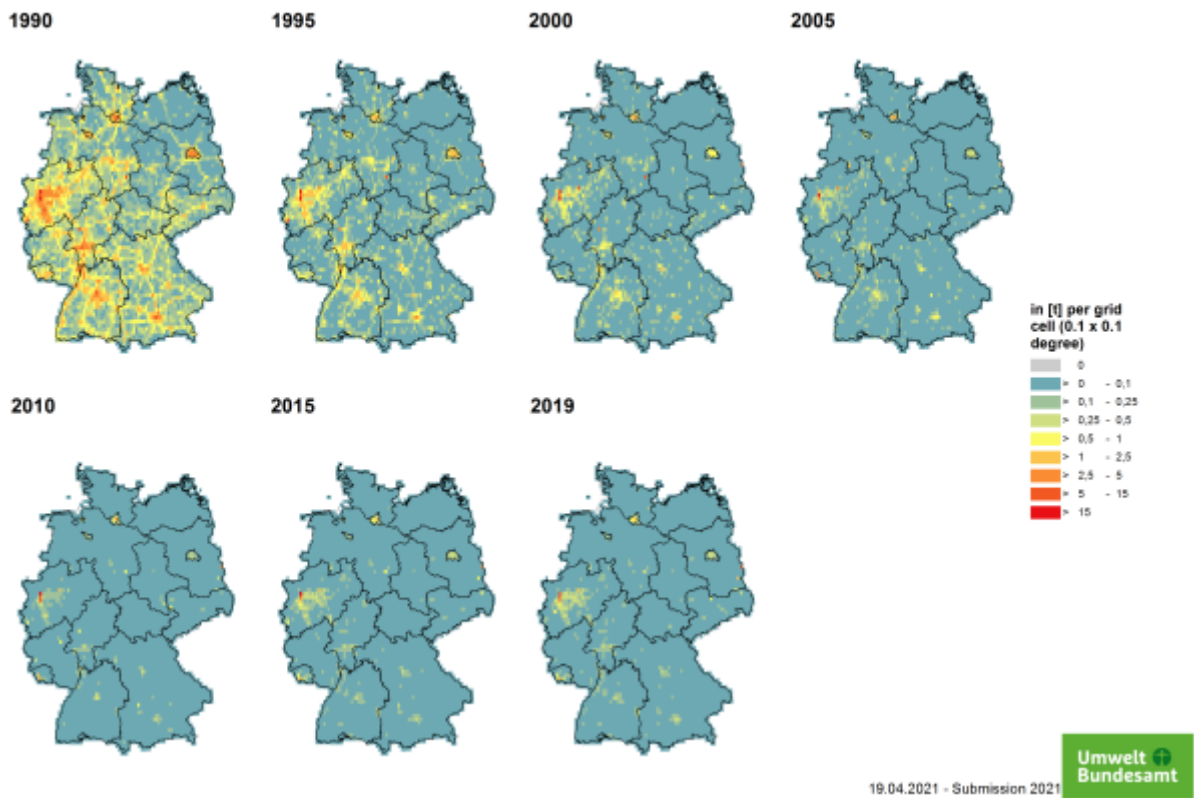 1990
1995
2000
2005
2010
2015
2019
in [t] per grid
cell (0.1 x 0.1
degree)
0
> 0 - 0,1
> 0,1 - 0,25
> 0,25 - 0,5
> 0,5 - 1
> 1 - 2,5
> 2,5 - 5
> 5 - 15
> 15
19.04.2021 - Submission 2021
Umwelt
Bundesamt